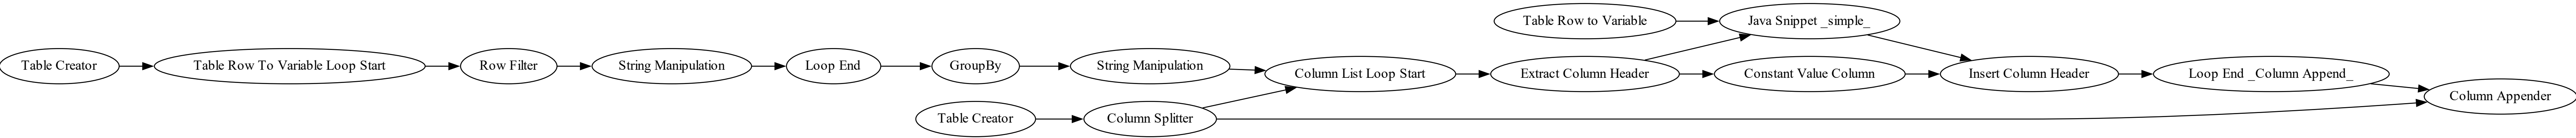 Table Row to Variable
Java Snippet _simple_
Table Creator
Table Row To Variable Loop Start
Row Filter
String Manipulation
Loop End
GroupBy
String Manipulation
Column List Loop Start
Extract Column Header
Constant Value Column
Insert Column Header
Loop End _Column Append_
Column Appender
Table Creator
Column Splitter